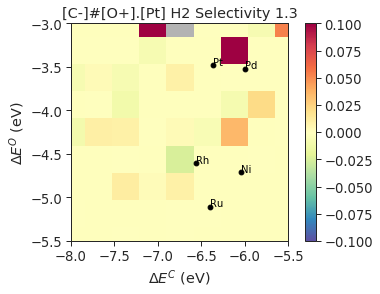 [C-]#[O+].[Pt] H2 Selectivity 1.3
−3.0
−3.5
−4.0
−4.5
−5.0
−5.5
ΔE^O (eV)
Pt
Pd
Rh
Ni
Ru
−8.0 −7.5 −7.0 −6.5 −6.0 −5.5
ΔE^C (eV)
0.100
0.075
0.050
0.025
0.000
−0.025
−0.050
−0.075
−0.100